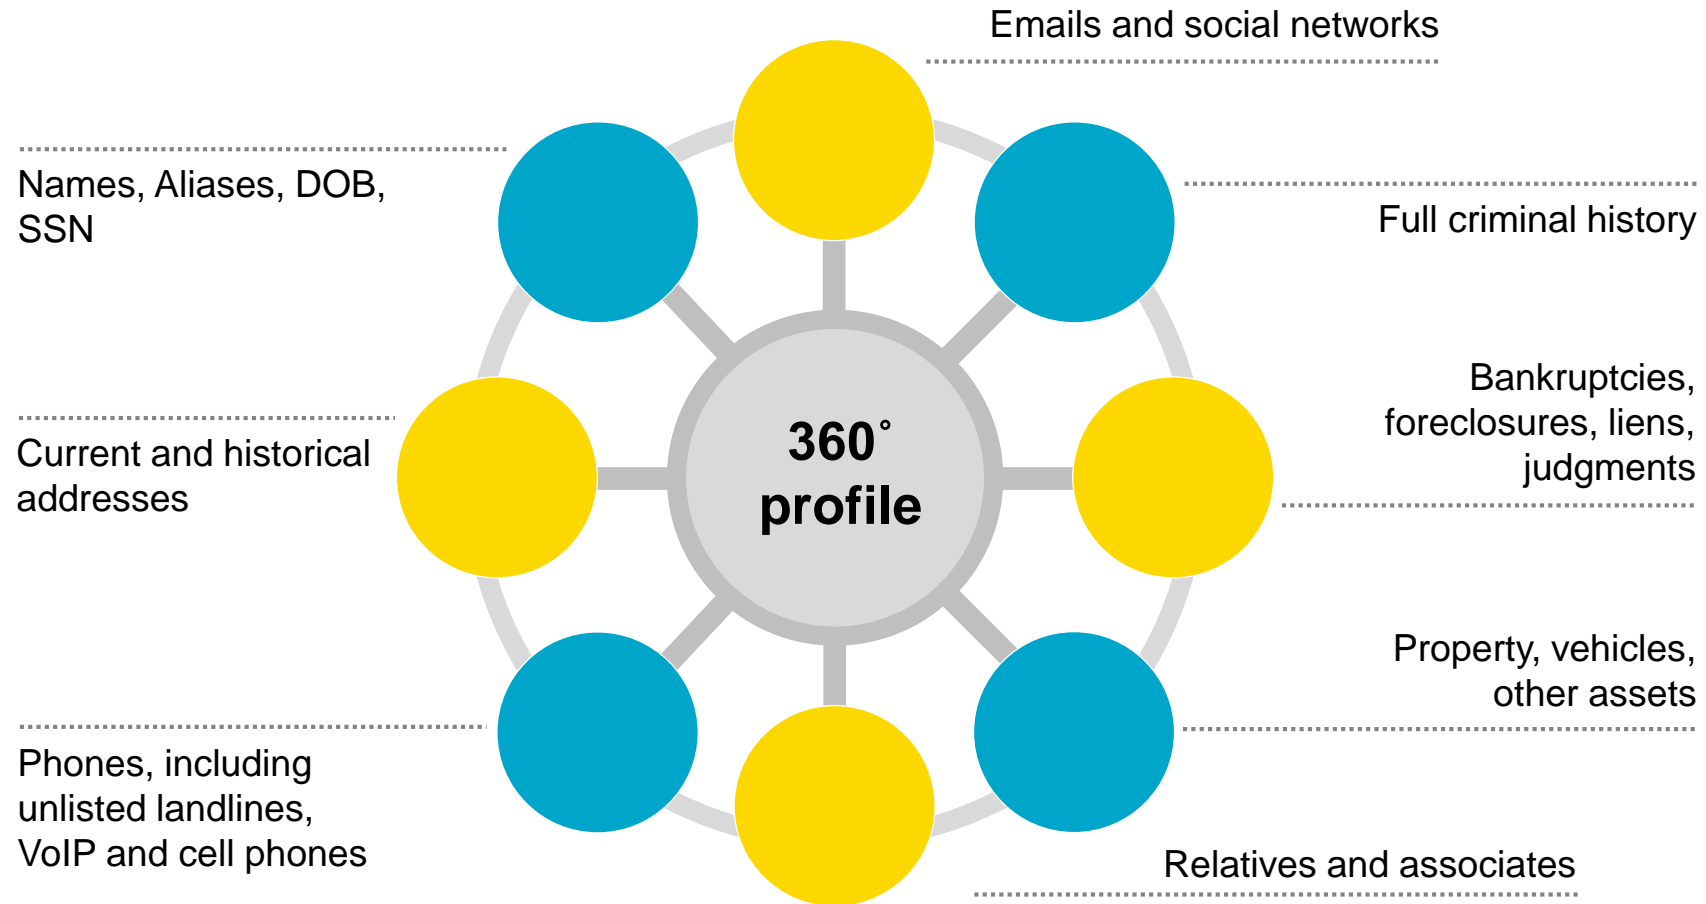 Emails and social networks
Names, Aliases, DOB,
SSN
Full criminal history
Current and historical
addresses
360˚
profile
Bankruptcies,
foreclosures, liens,
judgments
Phones, including
unlisted landlines,
VoIP and cell phones
Property, vehicles,
other assets
Relatives and associates